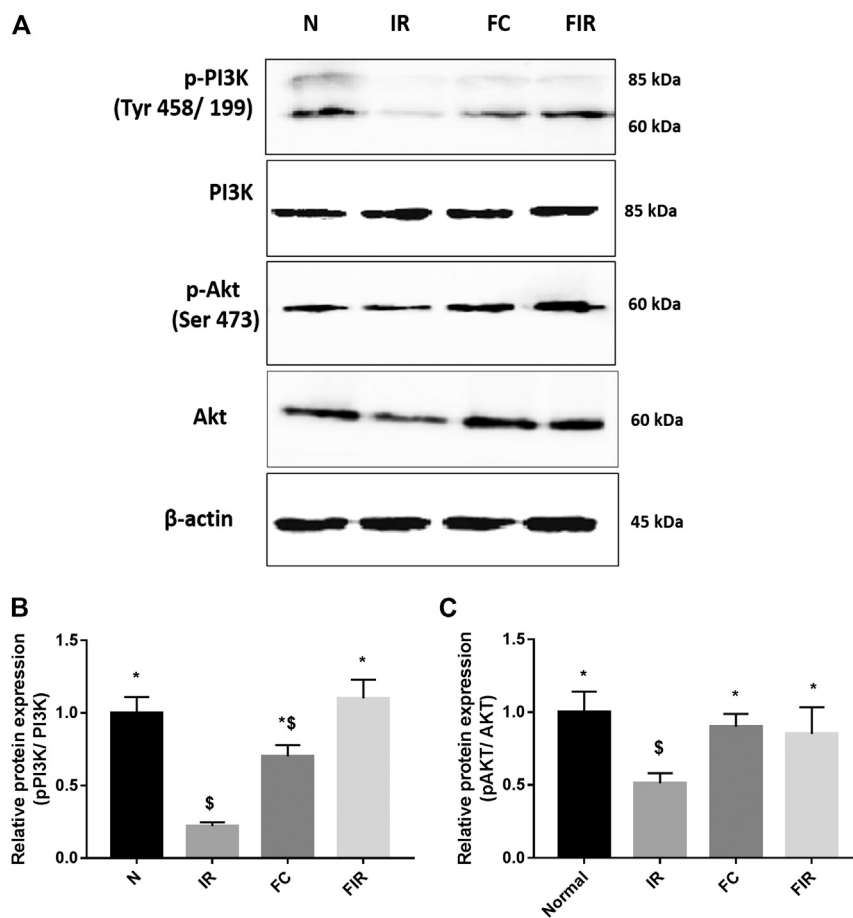 A
N IR FC FIR
p-PI3K
(Tyr 458/ 199)
85 kDa
60 kDa
PI3K
85 kDa
p-Akt
(Ser 473)
60 kDa
Akt
60 kDa
β-actin
45 kDa
B
Relative protein expression
(pPI3K/ PI3K)
1.5
1.0
0.5
0.0
*
$
*$
*
N IR FC FIR
C
Relative protein expression
(pAKT/ AKT)
1.5
1.0
0.5
0.0
*
$
*
*
Normal IR FC FIR